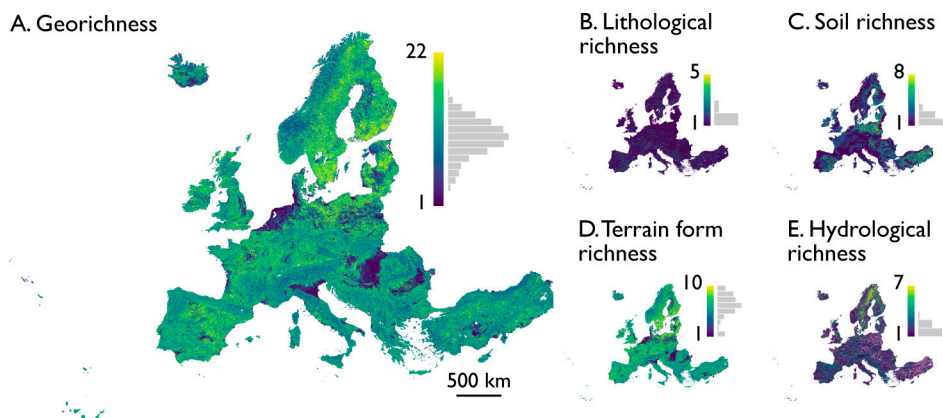 A. Georichness
22
1
500 km
B. Lithological
richness
5
1
C. Soil richness
8
1
D. Terrain form
richness
10
1
E. Hydrological
richness
7
1